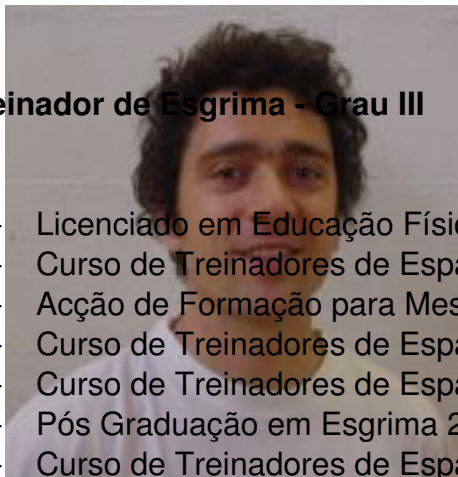 einador de Esgrima - Grau III
- Licenciado em Educação Físi
- Curso de Treinadores de Espa
- Acção de Formação para Mes
- Curso de Treinadores de Espa
- Curso de Treinadores de Espa
- Pós Graduação em Esgrima 2
- Curso de Treinadores de Espa